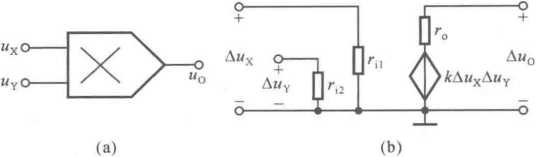 u_X
u_Y
u_O
(a)
+
Δu_X
−
+
Δu_Y
−
r_i2
r_i1
r_o
kΔu_XΔu_Y
+
Δu_O
−
(b)